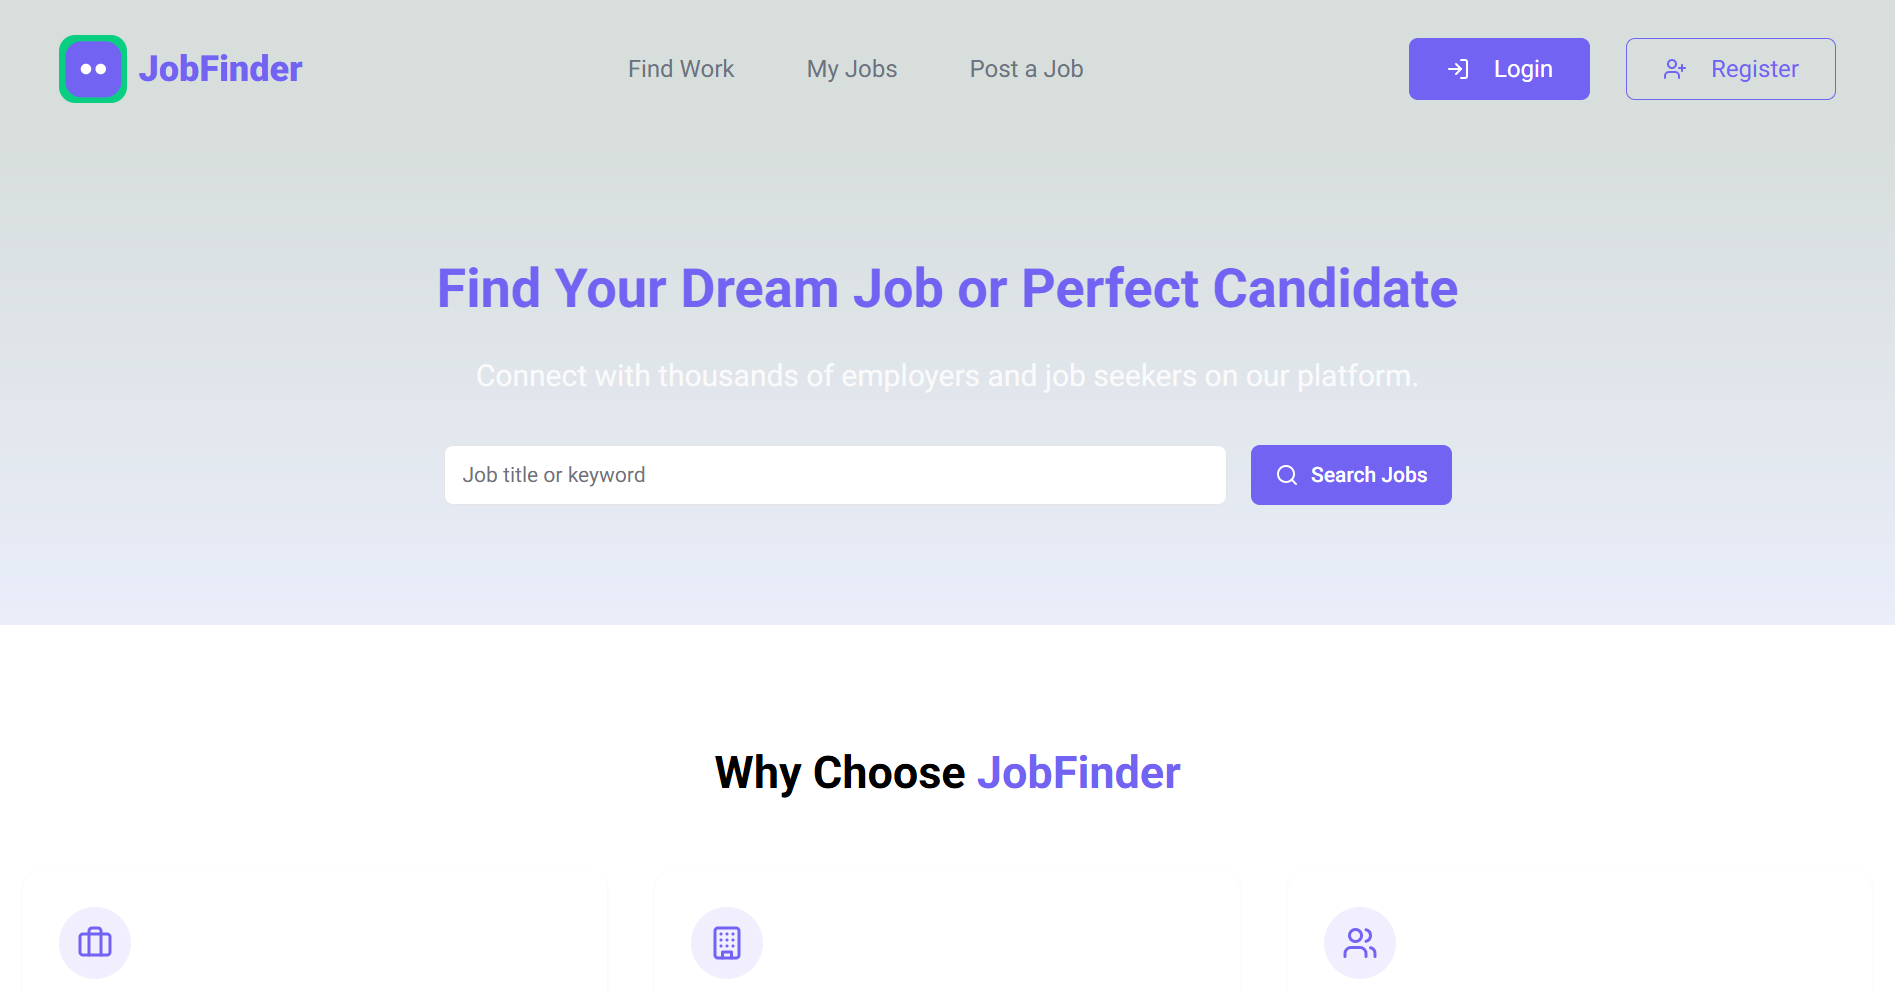 JobFinder
Find Work
My Jobs
Post a Job
Login
Register
Find Your Dream Job or Perfect Candidate
Connect with thousands of employers and job seekers on our platform.
Job title or keyword
Search Jobs
Why Choose JobFinder